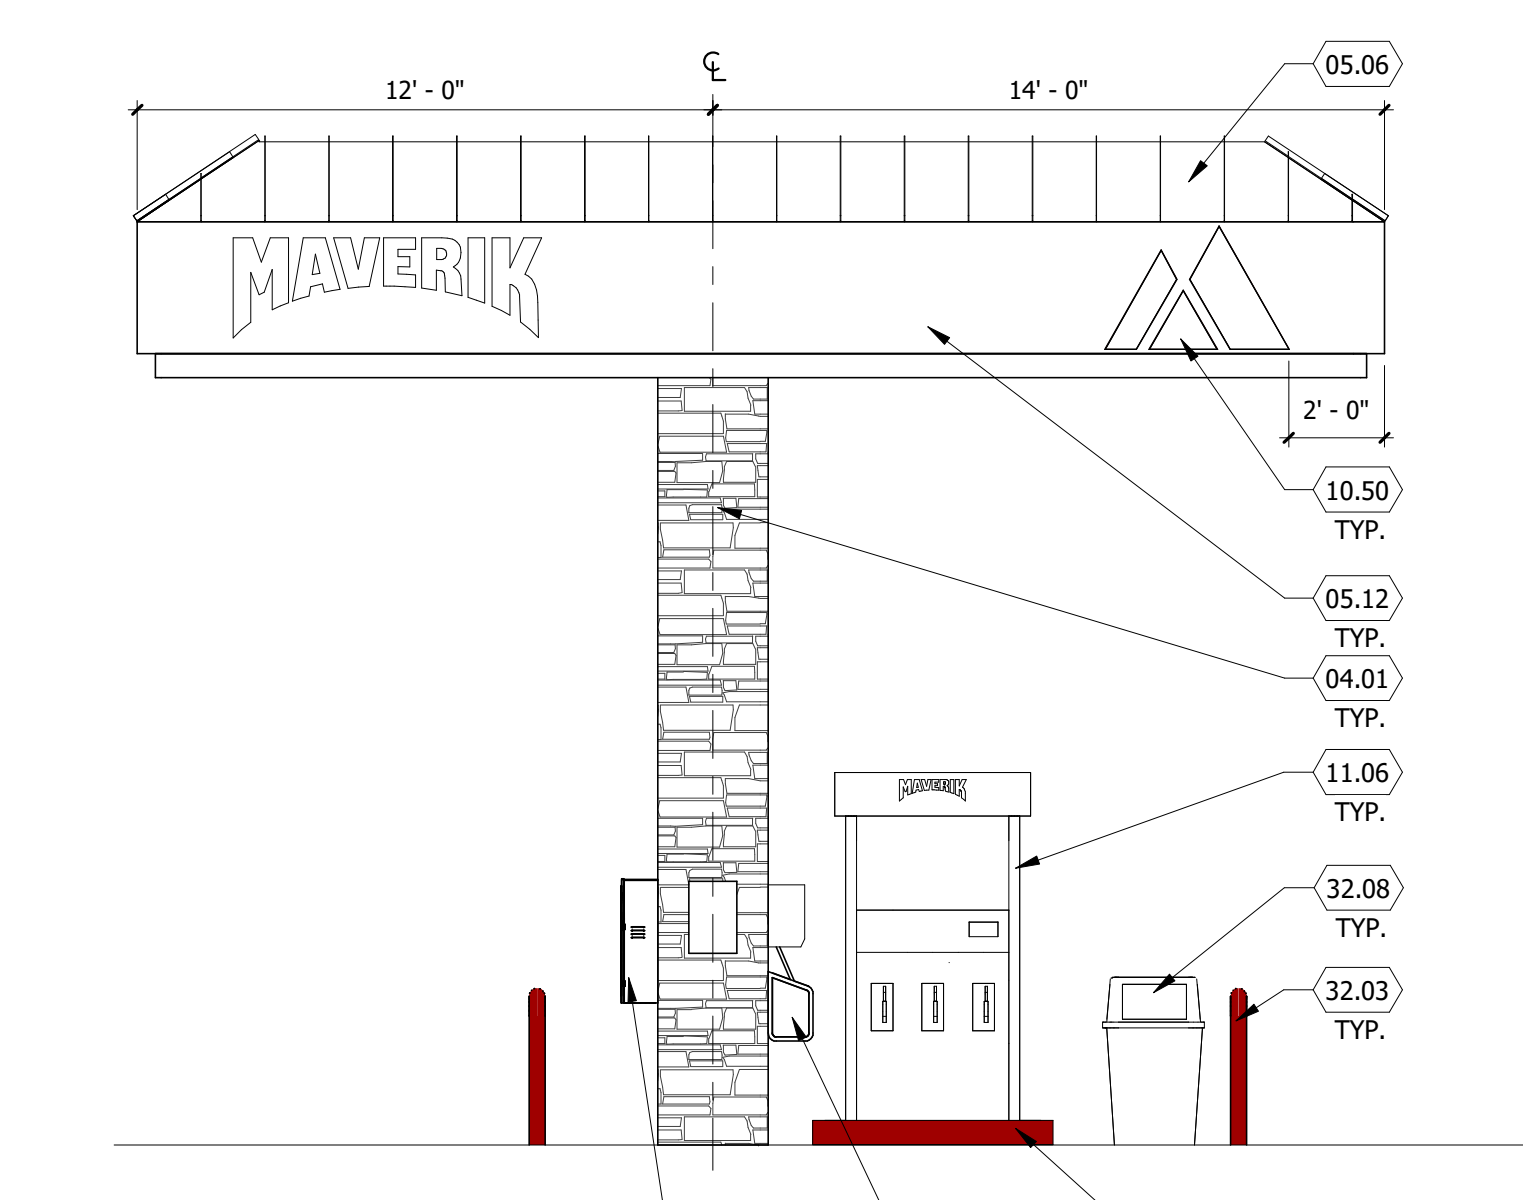 ℄
05.06
12' - 0"
14' - 0"
MAVERIK
2' - 0"
10.50
TYP.
05.12
TYP.
04.01
TYP.
11.06
TYP.
MAVERIK
32.08
TYP.
32.03
TYP.